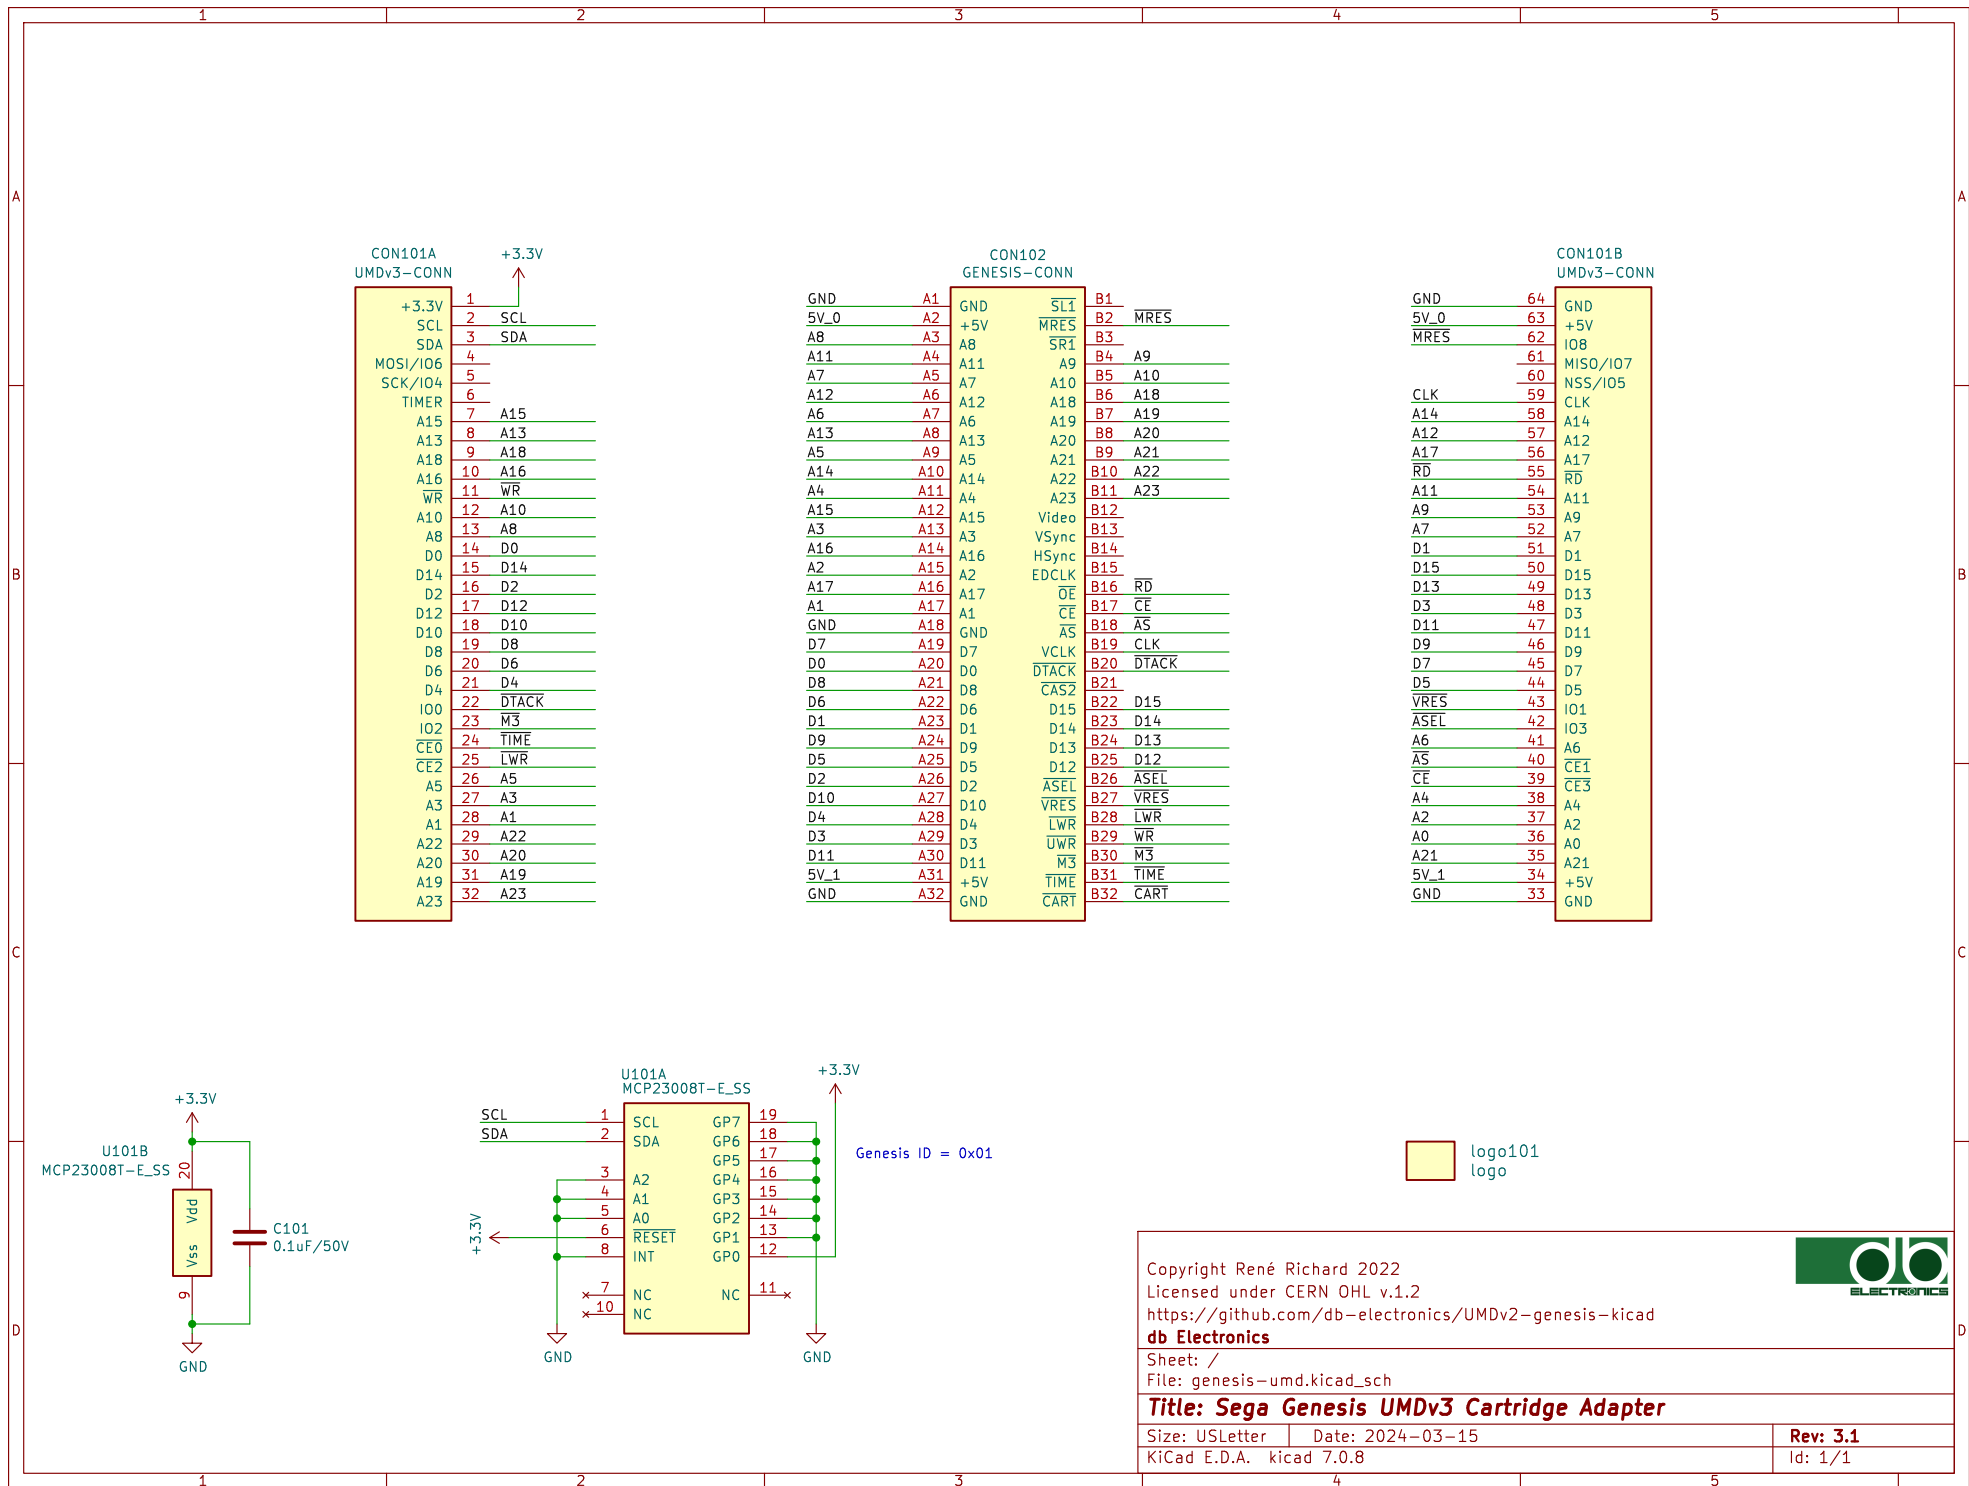 1 2 3 4 5
A A
B B
C C
D D
1 2 3 4 5
CON101A
UMDv3-CONN
+3.3V
+3.3V 1
SCL 2 SCL
SDA 3 SDA
MOSI/IO6 4
SCK/IO4 5
TIMER 6
A15 7 A15
A13 8 A13
A18 9 A18
A16 10 A16
WR 11 WR
A10 12 A10
A8 13 A8
D0 14 D0
D14 15 D14
D2 16 D2
D12 17 D12
D10 18 D10
D8 19 D8
D6 20 D6
D4 21 D4
IO0 22 DTACK
IO2 23 M3
CE0 24 TIME
CE2 25 LWR
A5 26 A5
A3 27 A3
A1 28 A1
A22 29 A22
A20 30 A20
A19 31 A19
A23 32 A23
CON102
GENESIS-CONN
GND A1 GND SL1 B1
5V_0 A2 +5V MRES B2 MRES
A8 A3 A8 SR1 B3
A11 A4 A11 A9 B4 A9
A7 A5 A7 A10 B5 A10
A12 A6 A12 A18 B6 A18
A6 A7 A6 A19 B7 A19
A13 A8 A13 A20 B8 A20
A5 A9 A5 A21 B9 A21
A14 A10 A14 A22 B10 A22
A4 A11 A4 A23 B11 A23
A15 A12 A15 Video B12
A3 A13 A3 VSync B13
A16 A14 A16 HSync B14
A2 A15 A2 EDCLK B15
A17 A16 A17 OE B16 RD
A1 A17 A1 CE B17 CE
GND A18 GND AS B18 AS
D7 A19 D7 VCLK B19 CLK
D0 A20 D0 DTACK B20 DTACK
D8 A21 D8 CAS2 B21
D6 A22 D6 D15 B22 D15
D1 A23 D1 D14 B23 D14
D9 A24 D9 D13 B24 D13
D5 A25 D5 D12 B25 D12
D2 A26 D2 ASEL B26 ASEL
D10 A27 D10 VRES B27 VRES
D4 A28 D4 LWR B28 LWR
D3 A29 D3 UWR B29 WR
D11 A30 D11 M3 B30 M3
5V_1 A31 +5V TIME B31 TIME
GND A32 GND CART B32 CART
CON101B
UMDv3-CONN
GND 64 GND
5V_0 63 +5V
MRES 62 IO8
61 MISO/IO7
60 NSS/IO5
CLK 59 CLK
A14 58 A14
A12 57 A12
A17 56 A17
RD 55 RD
A11 54 A11
A9 53 A9
A7 52 A7
D1 51 D1
D15 50 D15
D13 49 D13
D3 48 D3
D11 47 D11
D9 46 D9
D7 45 D7
D5 44 D5
VRES 43 IO1
ASEL 42 IO3
A6 41 A6
AS 40 CE1
CE 39 CE3
A4 38 A4
A2 37 A2
A0 36 A0
A21 35 A21
5V_1 34 +5V
GND 33 GND
+3.3V
U101B
MCP23008T-E_SS
20
Vdd
Vss
9
GND
C101
0.1uF/50V
U101A
MCP23008T-E_SS
+3.3V
SCL 1 SCL GP7 19
SDA 2 SDA GP6 18
GP5 17
3 A2 GP4 16
4 A1 GP3 15
5 A0 GP2 14
+3.3V 6 RESET GP1 13
8 INT GP0 12
7 NC NC 11
10 NC
GND GND
Genesis ID = 0x01
logo101
logo
db
ELECTRONICS
Copyright René Richard 2022
Licensed under CERN OHL v.1.2
https://github.com/db-electronics/UMDv2-genesis-kicad
db Electronics
Sheet: /
File: genesis-umd.kicad_sch
Title: Sega Genesis UMDv3 Cartridge Adapter
Size: USLetter Date: 2024-03-15 Rev: 3.1
KiCad E.D.A. kicad 7.0.8 Id: 1/1